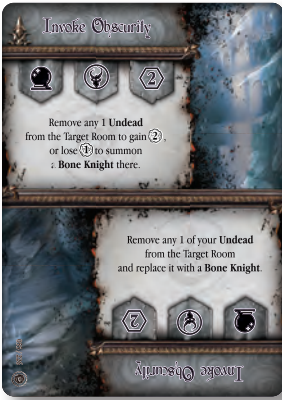 Invoke Obscurity
2
Remove any 1 Undead
from the Target Room to gain 2,
or lose 1 to summon
1 Bone Knight there.
Remove any 1 of your Undead
from the Target Room
and replace it with a Bone Knight.
2
Invoke Obscurity